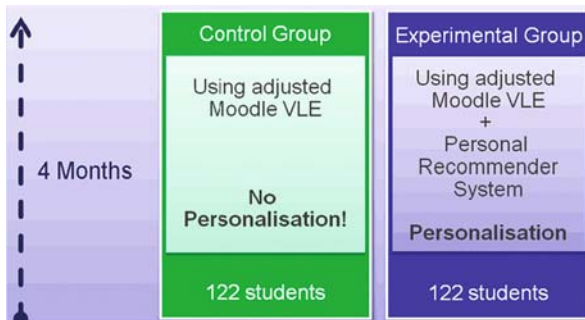 4 Months
Control Group
Using adjusted
Moodle VLE
No
Personalisation!
122 students
Experimental Group
Using adjusted
Moodle VLE
+
Personal
Recommender
System
Personalisation
122 students